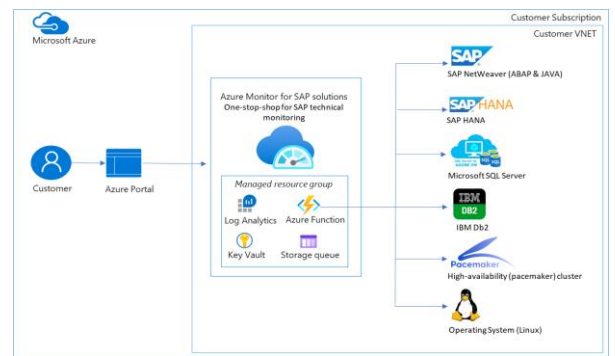 Customer Subscription
Microsoft Azure
Customer VNET
SAP
SAP NetWeaver (ABAP & JAVA)
Azure Monitor for SAP solutions
One-stop-shop for SAP technical
monitoring
SAP HANA
SAP HANA
Customer
Azure Portal
Microsoft SQL Server
Managed resource group
Log Analytics
Azure Function
Key Vault
Storage queue
IBM
DB2
IBM Db2
Pacemaker
High-availability (pacemaker) cluster
Operating System (Linux)